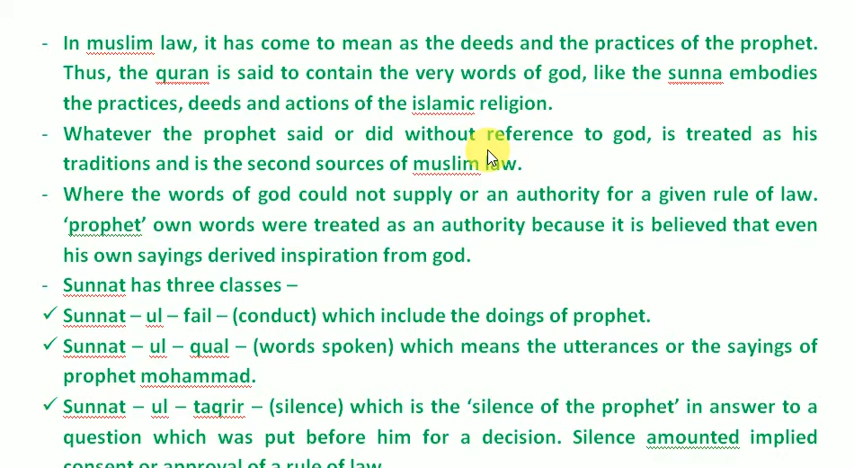 - In muslim law, it has come to mean as the deeds and the practices of the prophet.
Thus, the quran is said to contain the very words of god, like the sunna embodies
the practices, deeds and actions of the islamic religion.
- Whatever the prophet said or did without reference to god, is treated as his
traditions and is the second sources of muslim law.
- Where the words of god could not supply or an authority for a given rule of law.
‘prophet’ own words were treated as an authority because it is believed that even
his own sayings derived inspiration from god.
- Sunnat has three classes –
✓ Sunnat – ul – fail – (conduct) which include the doings of prophet.
✓ Sunnat – ul – qual – (words spoken) which means the utterances or the sayings of
prophet mohammad.
✓ Sunnat – ul – taqrir – (silence) which is the ‘silence of the prophet’ in answer to a
question which was put before him for a decision. Silence amounted implied
consent or approval of a rule of law.